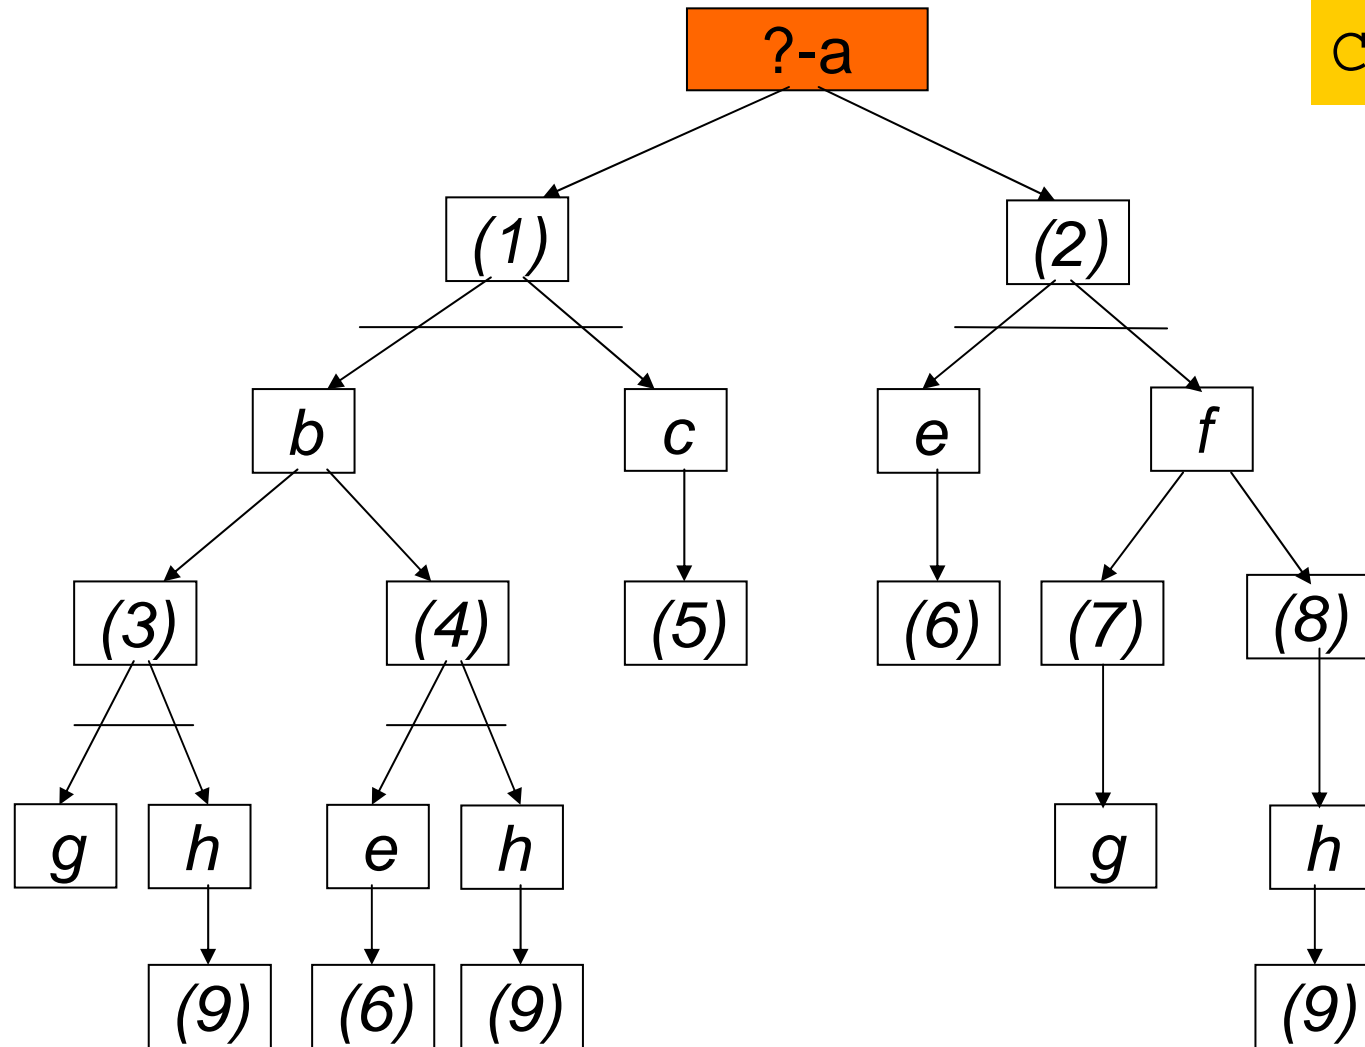 ?-a
C
(1) (2)
b c e f
(3) (4) (5) (6) (7) (8)
g h e h g h
(9) (6) (9) (9)